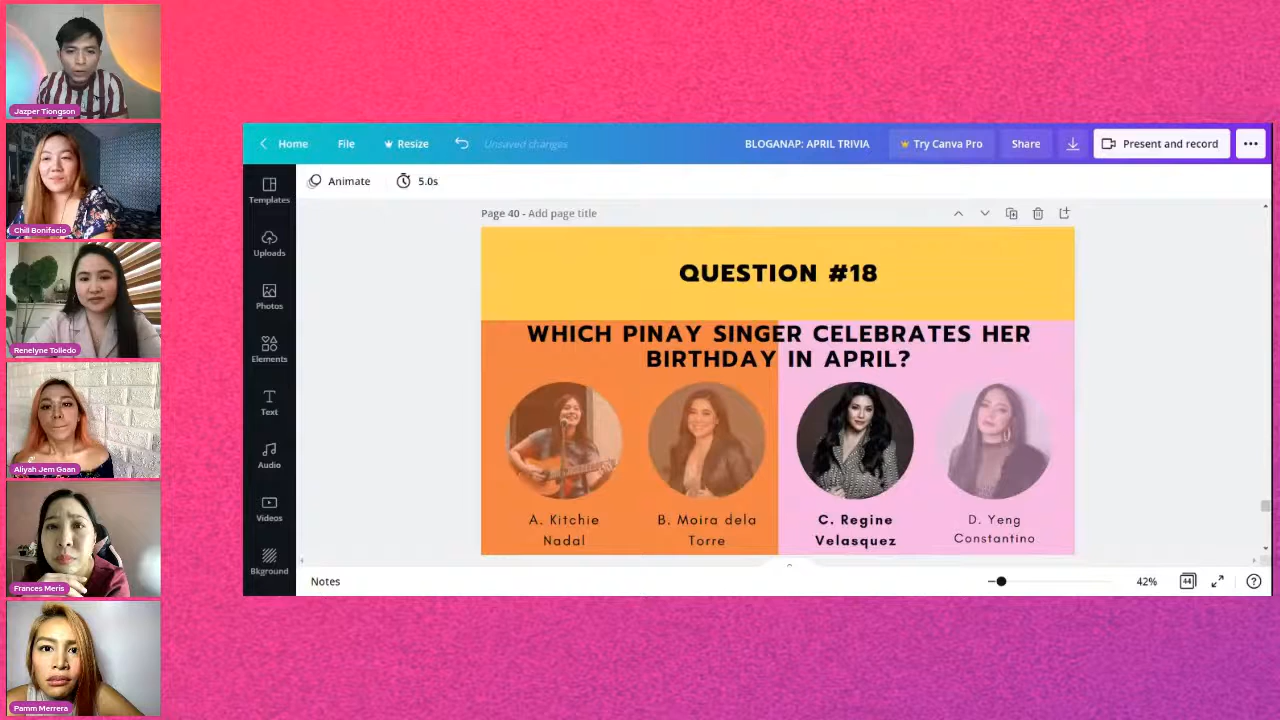 Jazper Tiongson
Chill Bonifacio
Renelyne Tolledo
Aliyah Jem Gaan
Frances Meris
Pamm Merrera
Home File Resize Unsaved changes BLOGANAP: APRIL TRIVIA Try Canva Pro Share Present and record
Animate 5.0s
Templates
Uploads
Photos
Elements
Text
Audio
Videos
Bkground
Page 40 - Add page title
QUESTION #18
WHICH PINAY SINGER CELEBRATES HER
BIRTHDAY IN APRIL?
A. Kitchie
Nadal
B. Moira dela
Torre
C. Regine
Velasquez
D. Yeng
Constantino
Notes 42% 44 ?